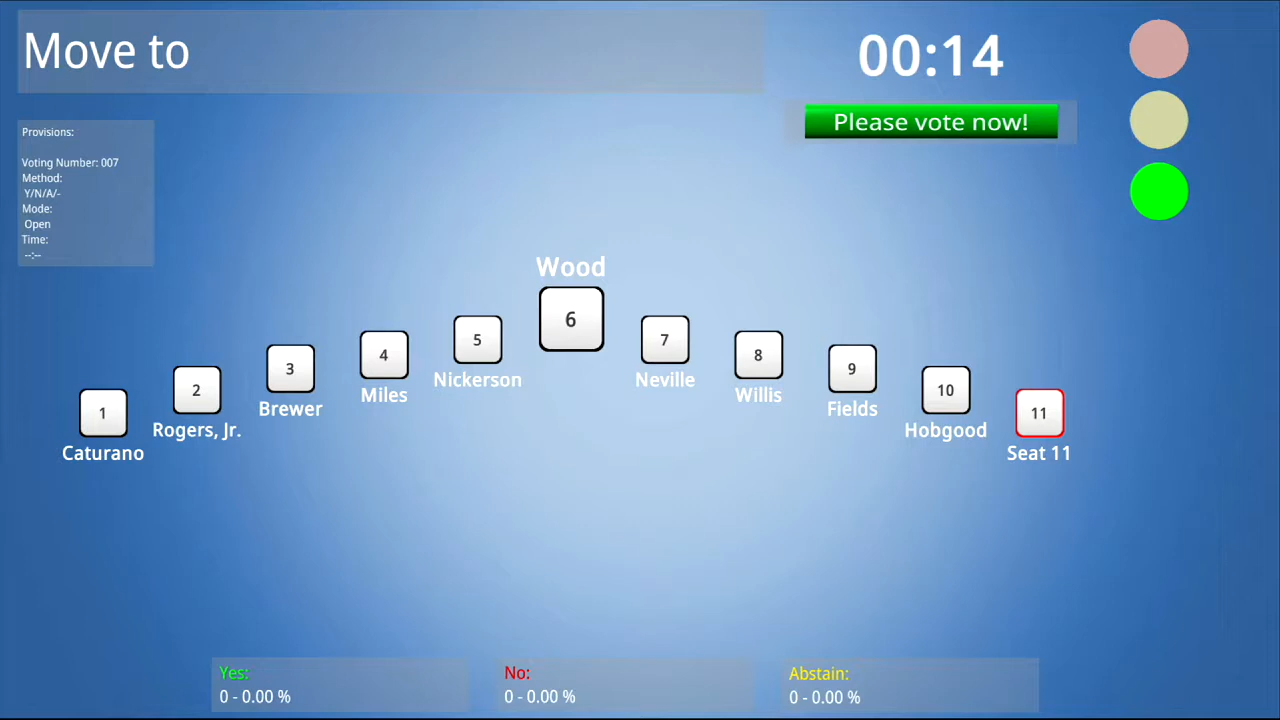 Move to
00:14
Please vote now!
Provisions:
Voting Number: 007
Method:
Y/N/A/-
Mode:
Open
Time:
--:--
Wood
6
5
7
Nickerson
Neville
4
8
Miles
Willis
3
9
Brewer
Fields
2
10
Rogers, Jr.
Hobgood
1
11
Caturano
Seat 11
Yes:
0 - 0.00 %
No:
0 - 0.00 %
Abstain:
0 - 0.00 %